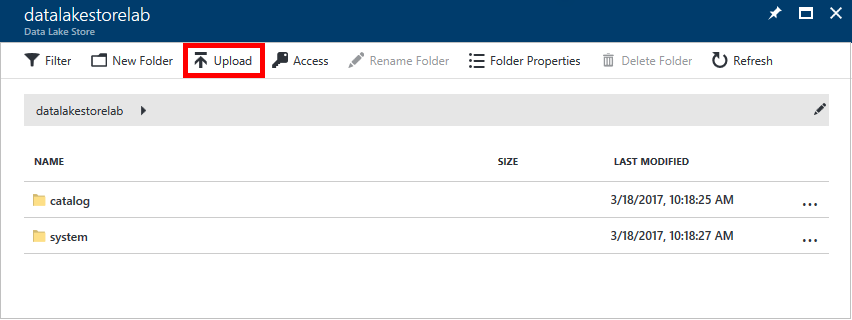 datalakestorelab
Data Lake Store
Filter New Folder Upload Access Rename Folder Folder Properties Delete Folder Refresh
datalakestorelab
NAME SIZE LAST MODIFIED
catalog 3/18/2017, 10:18:25 AM ...
system 3/18/2017, 10:18:27 AM ...